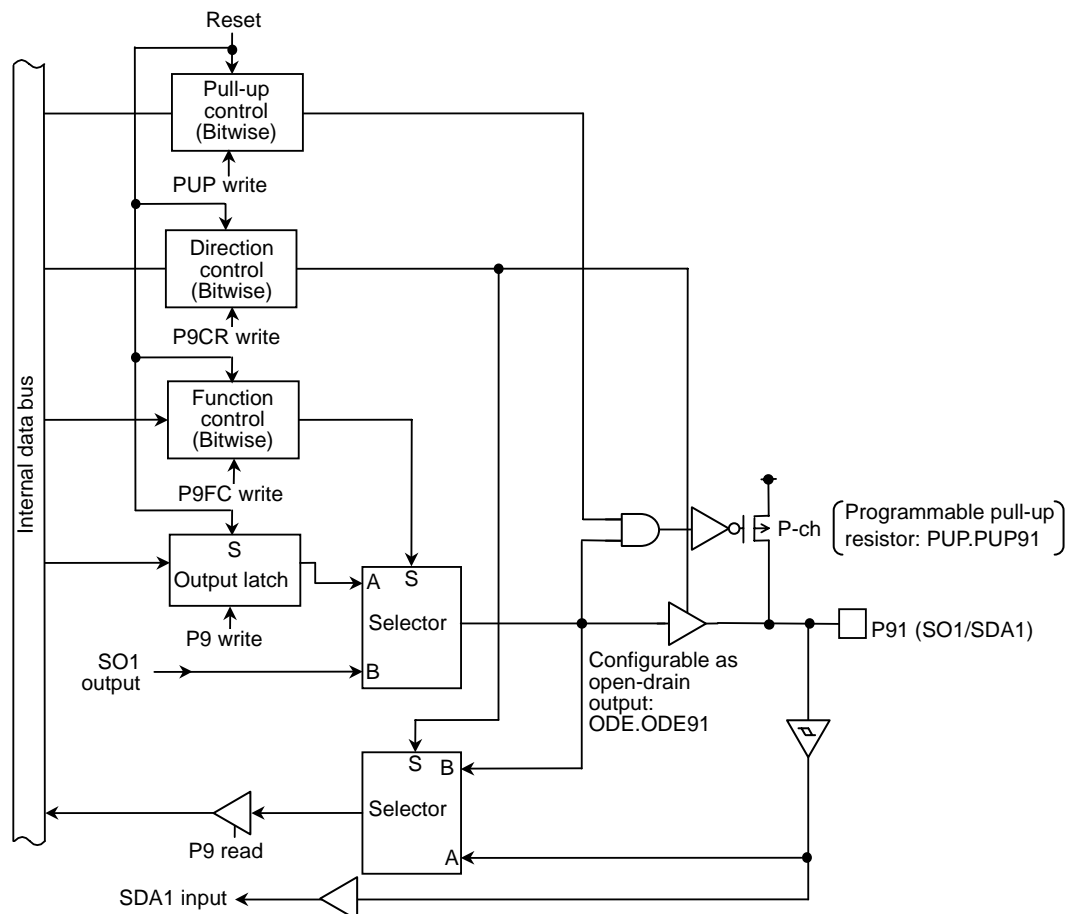 Reset
Pull-up
control
(Bitwise)
PUP write
Direction
control
(Bitwise)
P9CR write
Internal data bus
Function
control
(Bitwise)
P9FC write
P-ch
Programmable pull-up
resistor: PUP.PUP91
S
Output latch
A
S
Selector
B
P9 write
SO1
output
P91 (SO1/SDA1)
Configurable as
open-drain
output:
ODE.ODE91
S
B
Selector
A
P9 read
SDA1 input